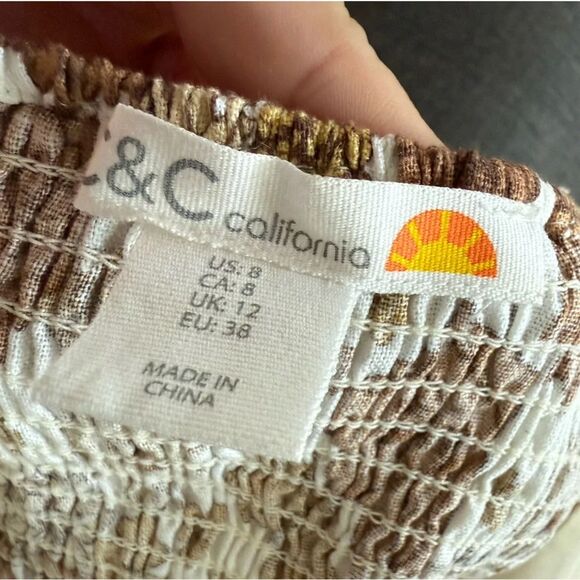 C&C california
US: 8
CA: 8
UK: 12
EU: 38
MADE IN
CHINA